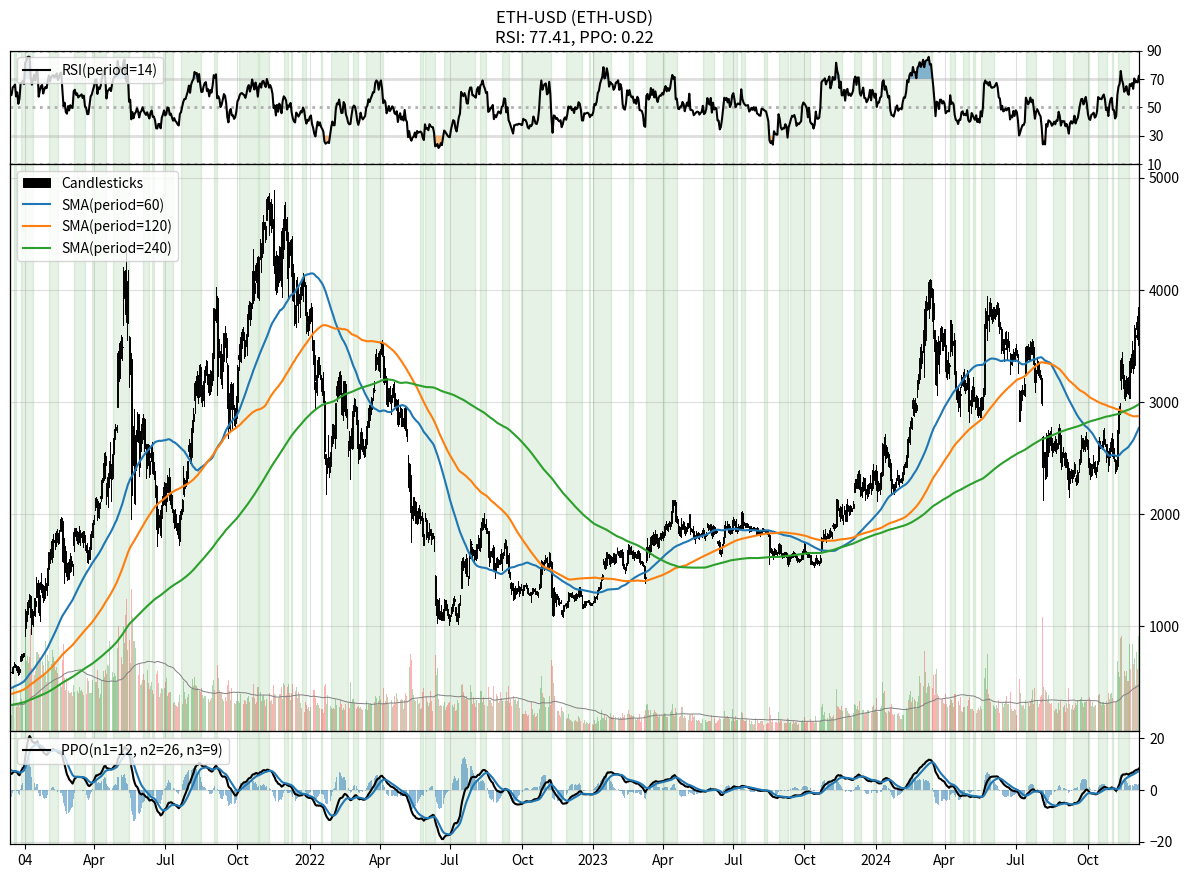 ETH-USD (ETH-USD)
RSI: 77.41, PPO: 0.22
RSI(period=14)
90
70
50
30
10
Candlesticks
SMA(period=60)
SMA(period=120)
SMA(period=240)
5000
4000
3000
2000
1000
PPO(n1=12, n2=26, n3=9)
20
0
−20
04 Apr Jul Oct 2022 Apr Jul Oct 2023 Apr Jul Oct 2024 Apr Jul Oct